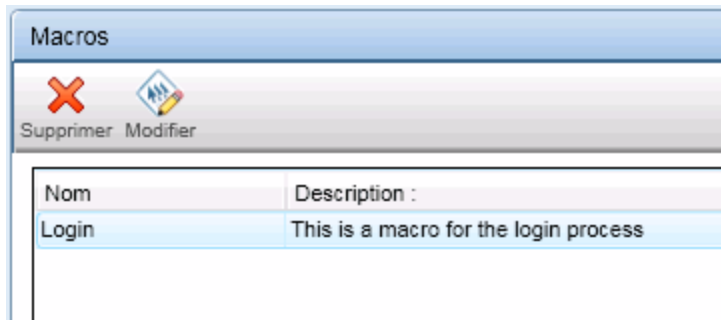 Macros
Supprimer Modifier
Nom Description :
Login This is a macro for the login process